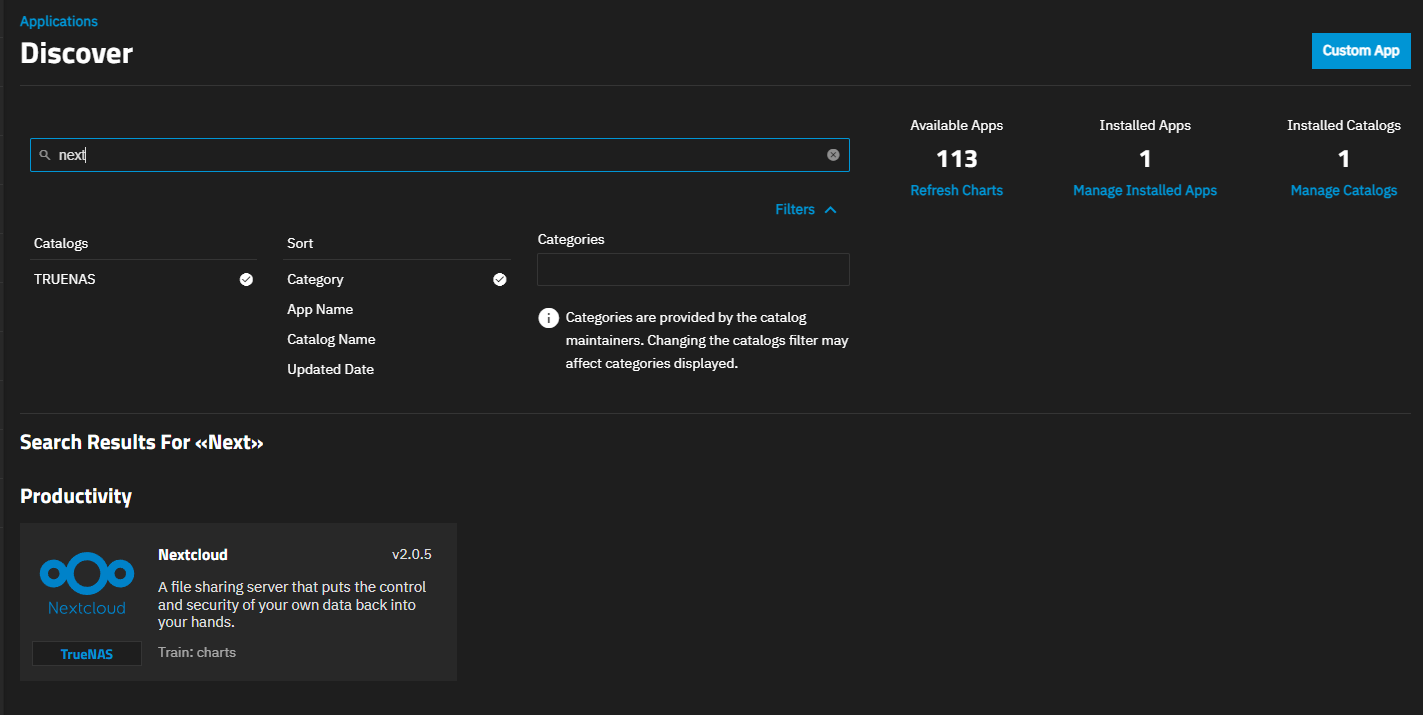 Applications
Discover
Custom App
next
Available Apps
113
Refresh Charts
Installed Apps
1
Manage Installed Apps
Installed Catalogs
1
Manage Catalogs
Filters
Catalogs
TRUENAS
Sort
Category
App Name
Catalog Name
Updated Date
Categories
Categories are provided by the catalog
maintainers. Changing the catalogs filter may
affect categories displayed.
Search Results For «Next»
Productivity
Nextcloud
TrueNAS
Nextcloud
v2.0.5
A file sharing server that puts the control
and security of your own data back into
your hands.
Train: charts